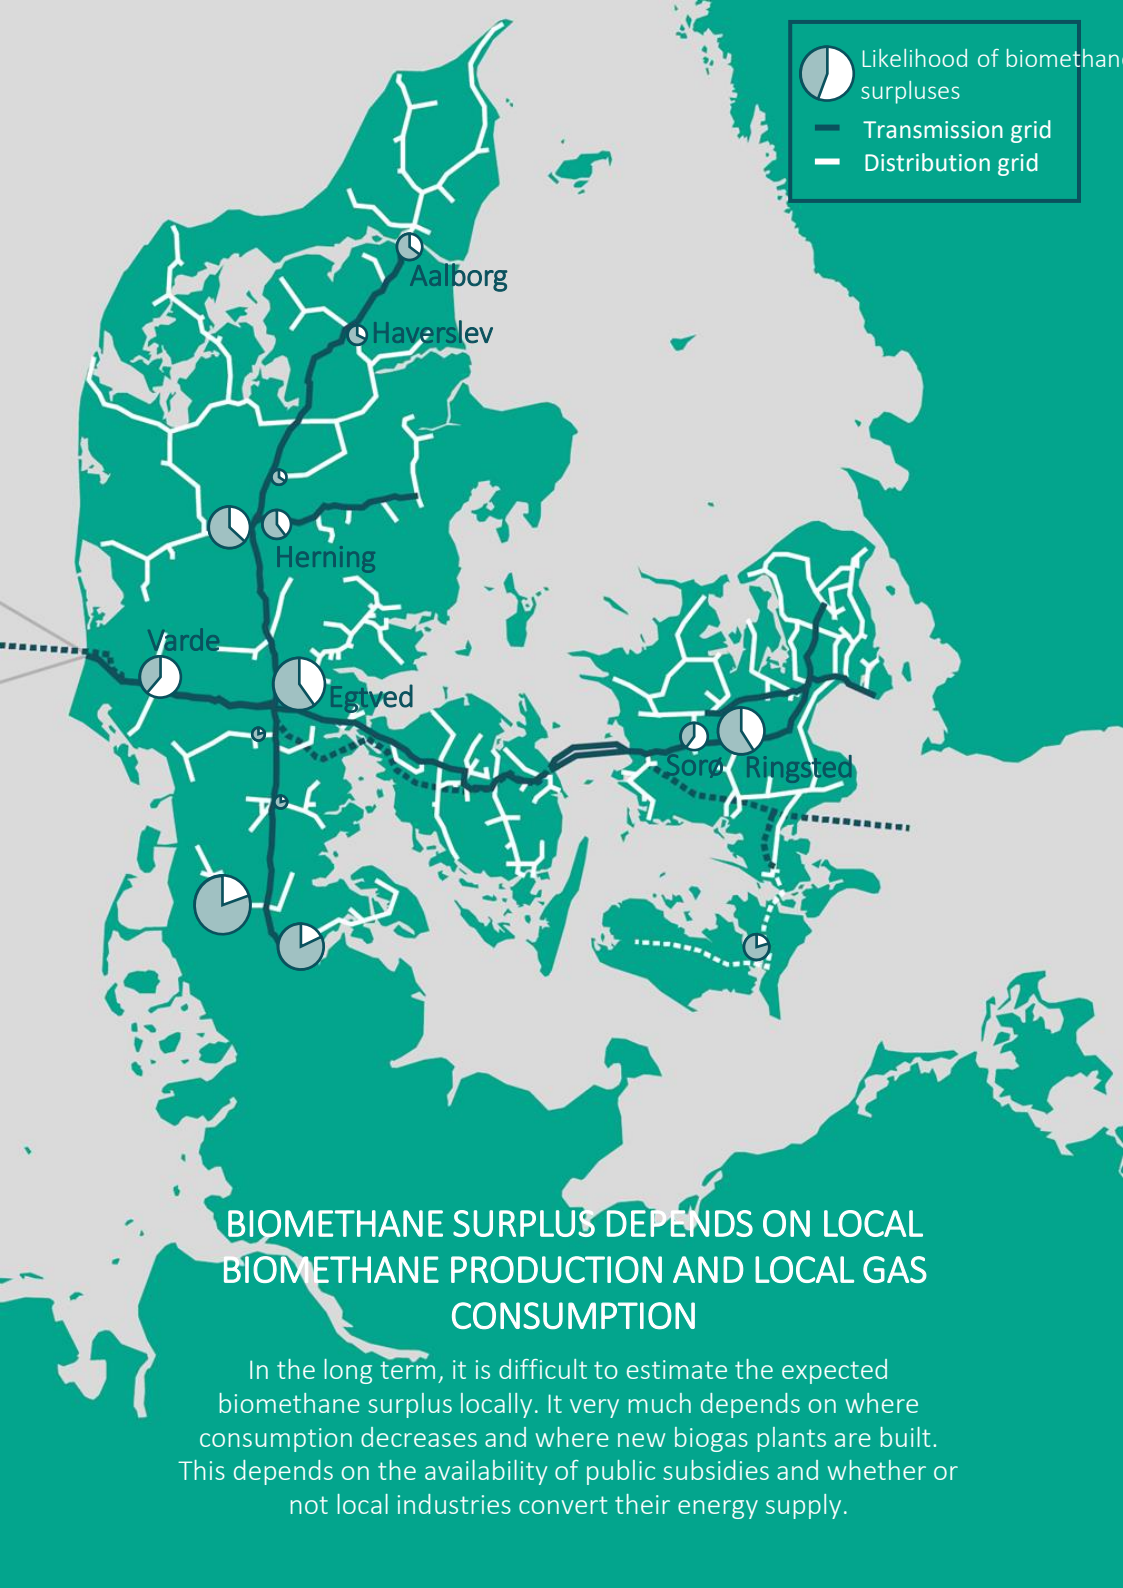 Likelihood of biomethane
surpluses
Transmission grid
Distribution grid
Aalborg
Haverslev
Herning
Varde
Egtved
Sorø
Ringsted
BIOMETHANE SURPLUS DEPENDS ON LOCAL
BIOMETHANE PRODUCTION AND LOCAL GAS
CONSUMPTION
In the long term, it is difficult to estimate the expected
biomethane surplus locally. It very much depends on where
consumption decreases and where new biogas plants are built.
This depends on the availability of public subsidies and whether or
not local industries convert their energy supply.